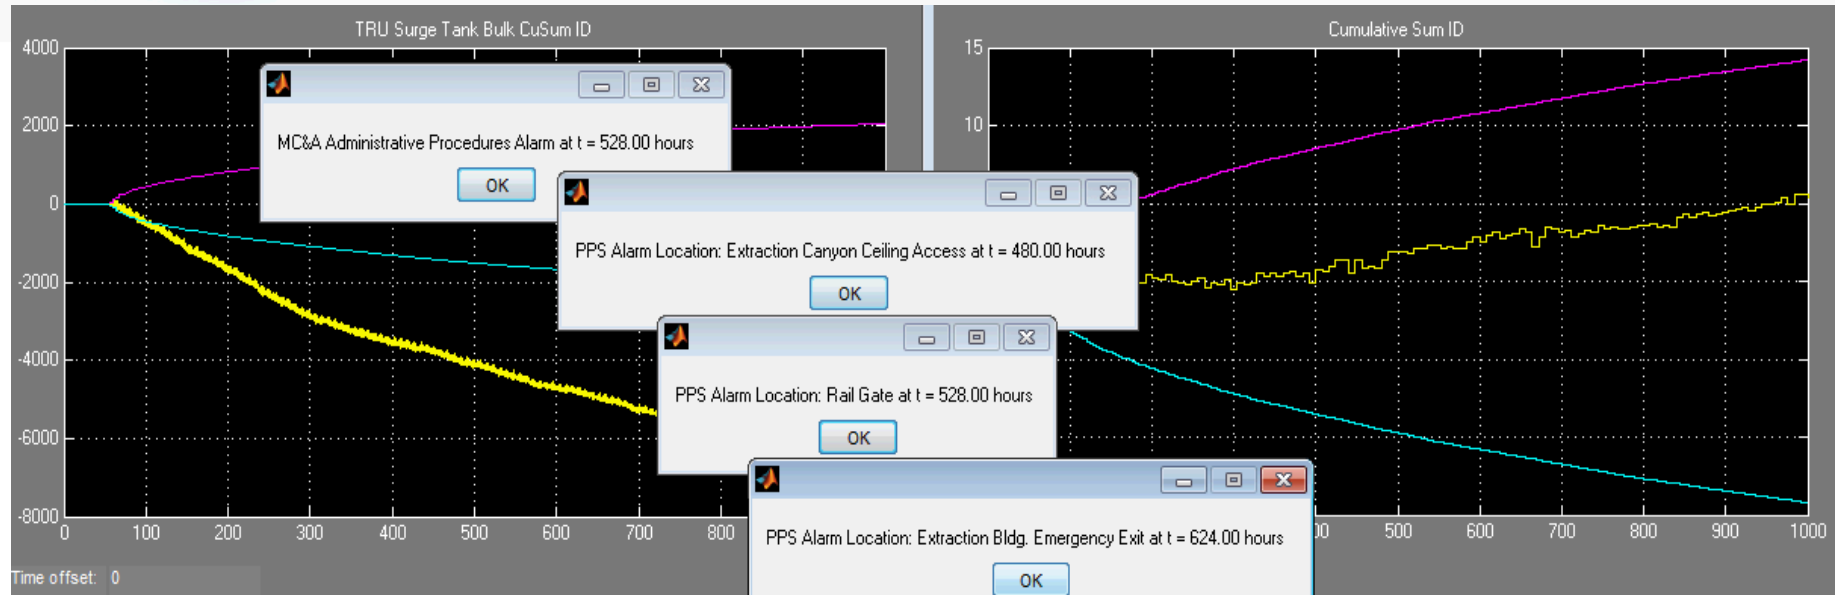 TRU Surge Tank Bulk CuSum ID
4000
2000
0
-2000
-4000
-6000
-8000
0 100 200 300 400 500 600 700 800
Time offset: 0
Cumulative Sum ID
15
10
500 600 700 800 900 1000
MC&A Administrative Procedures Alarm at t = 528.00 hours
OK
PPS Alarm Location: Extraction Canyon Ceiling Access at t = 480.00 hours
OK
PPS Alarm Location: Rail Gate at t = 528.00 hours
OK
PPS Alarm Location: Extraction Bldg. Emergency Exit at t = 624.00 hours
OK